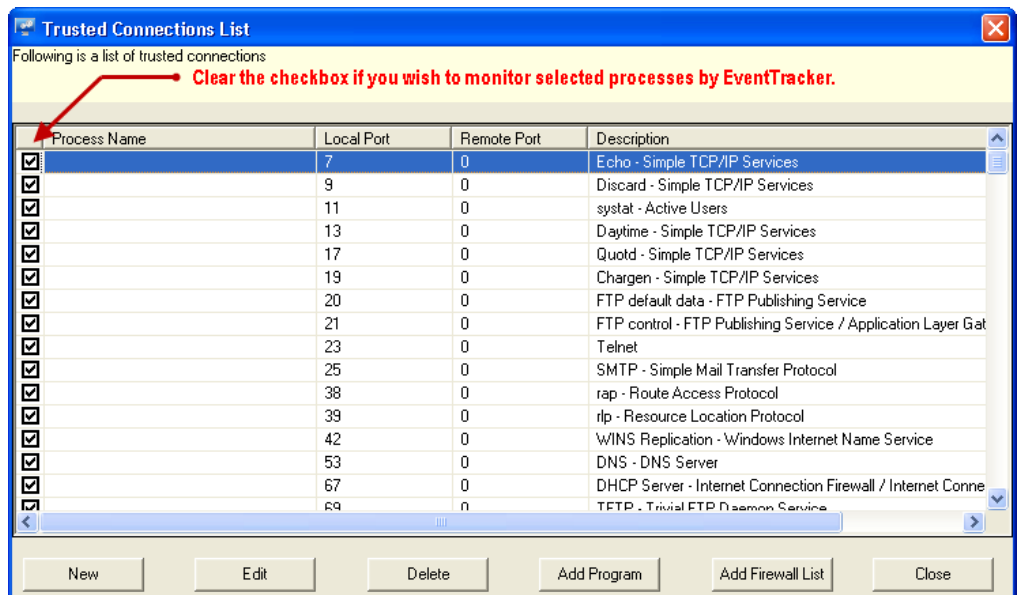 Trusted Connections List
Following is a list of trusted connections
Clear the checkbox if you wish to monitor selected processes by EventTracker.
Process Name Local Port Remote Port Description
7 0 Echo - Simple TCP/IP Services
9 0 Discard - Simple TCP/IP Services
11 0 systat - Active Users
13 0 Daytime - Simple TCP/IP Services
17 0 Quotd - Simple TCP/IP Services
19 0 Chargen - Simple TCP/IP Services
20 0 FTP default data - FTP Publishing Service
21 0 FTP control - FTP Publishing Service / Application Layer Gat
23 0 Telnet
25 0 SMTP - Simple Mail Transfer Protocol
38 0 rap - Route Access Protocol
39 0 rlp - Resource Location Protocol
42 0 WINS Replication - Windows Internet Name Service
53 0 DNS - DNS Server
67 0 DHCP Server - Internet Connection Firewall / Internet Conne
69 0 TFTP - Trivial FTP Daemon Service
New Edit Delete Add Program Add Firewall List Close